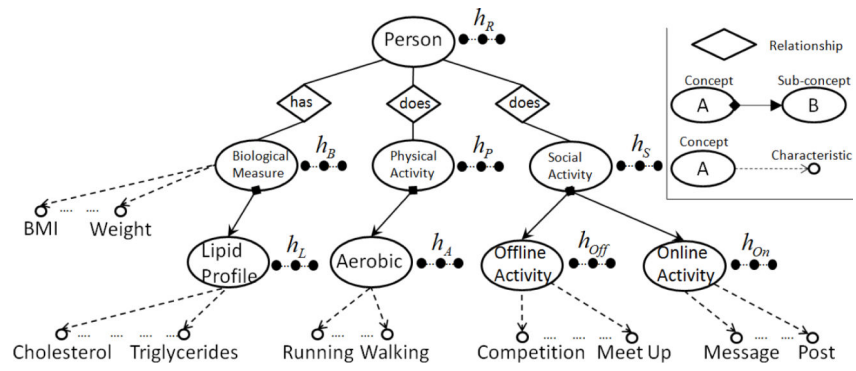 Person
h_R
Relationship
has
does
does
Concept
Sub-concept
A
B
Biological
Measure
h_B
Physical
Activity
h_P
Social
Activity
h_S
Concept
A
Characteristic
BMI
.... ....
Weight
Lipid
Profile
h_L
Aerobic
h_A
Offline
Activity
h_Off
Online
Activity
h_On
Cholesterol
.... .... ....
Triglycerides
Running
....
Walking
Competition
.... .... ....
Meet Up
Message
.... ....
Post